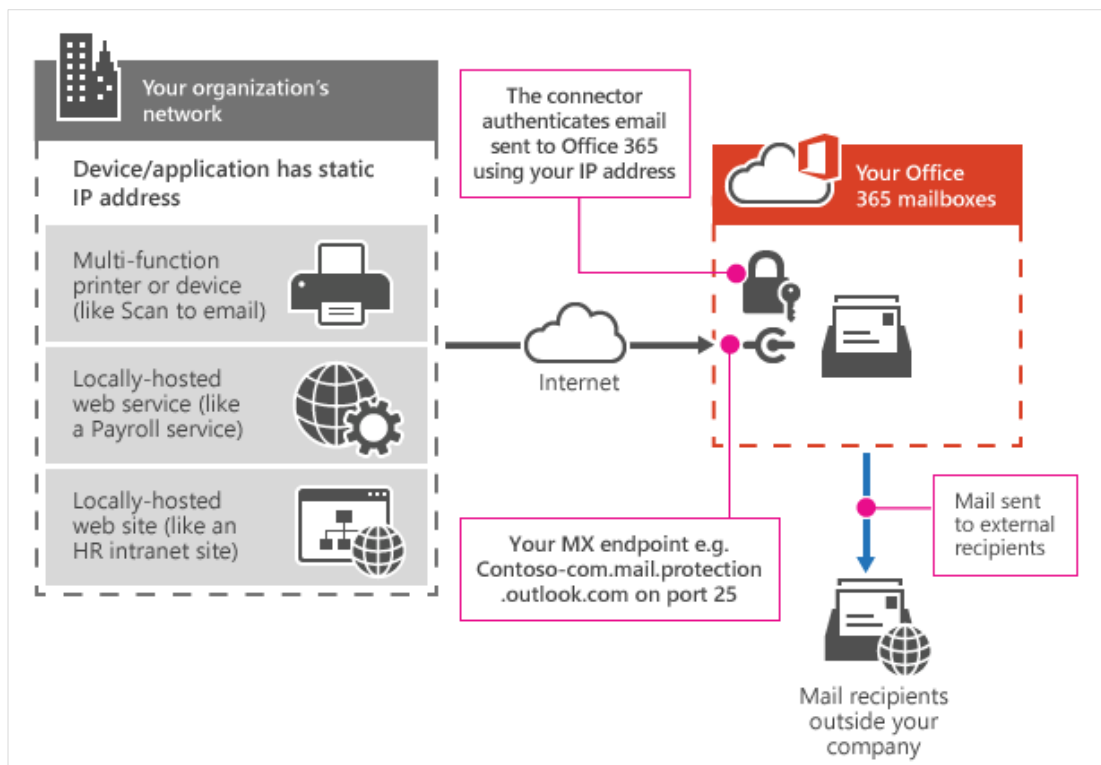 Your organization's
network
Device/application has static
IP address
Multi-function
printer or device
(like Scan to email)
Locally-hosted
web service (like
a Payroll service)
Locally-hosted
web site (like an
HR intranet site)
The connector
authenticates email
sent to Office 365
using your IP address
Internet
Your MX endpoint e.g.
Contoso-com.mail.protection
.outlook.com on port 25
Your Office
365 mailboxes
Mail sent
to external
recipients
Mail recipients
outside your
company